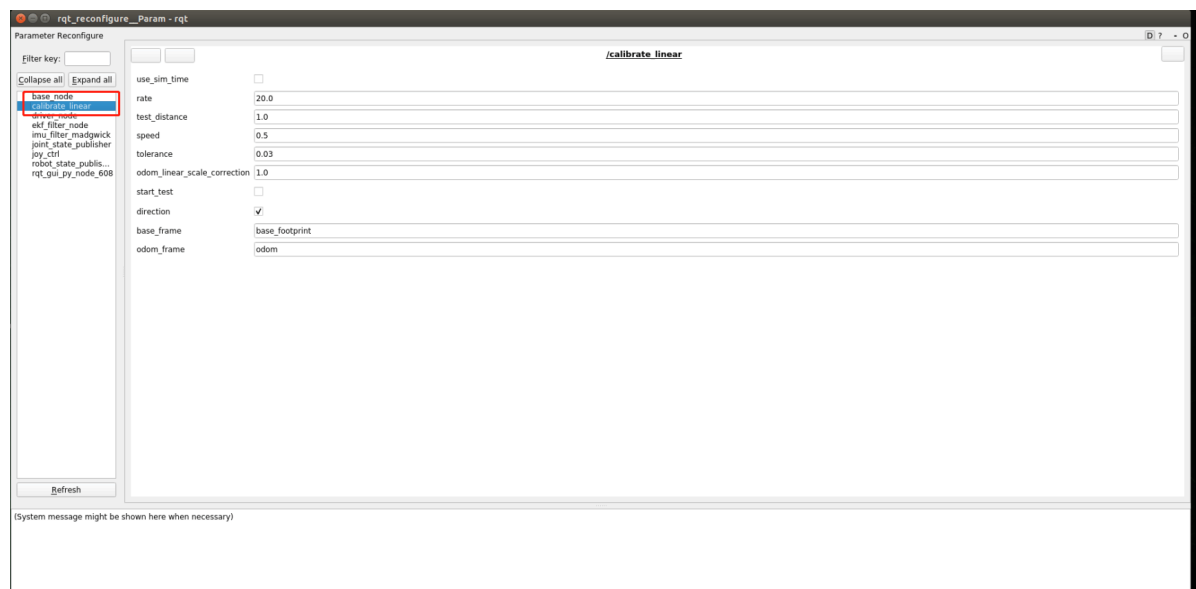 rqt_reconfigure__Param - rqt
Parameter Reconfigure
D ? - O
Filter key:
/calibrate_linear
Collapse all Expand all
base_node
calibrate_linear
driver_node
ekf_filter_node
imu_filter_madgwick
joint_state_publisher
joy_ctrl
robot_state_publis...
rqt_gui_py_node_608
use_sim_time
rate 20.0
test_distance 1.0
speed 0.5
tolerance 0.03
odom_linear_scale_correction 1.0
start_test
direction
base_frame base_footprint
odom_frame odom
Refresh
(System message might be shown here when necessary)